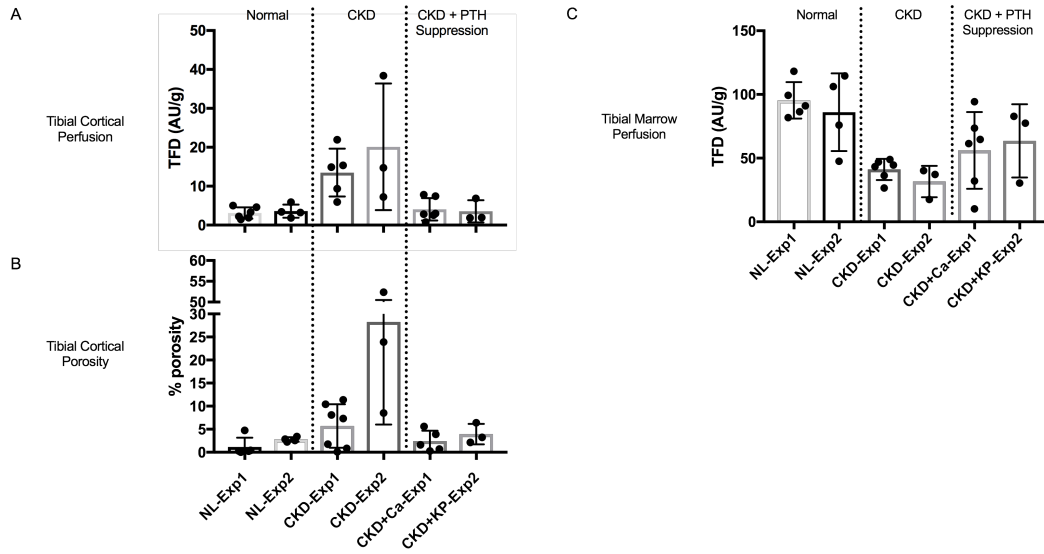 A
Normal
CKD
CKD + PTH
Suppression
Tibial Cortical
Perfusion
TFD (AU/g)
50
40
30
20
10
0
B
Tibial Cortical
Porosity
% porosity
60
55
50
30
25
20
15
10
5
0
NL-Exp1
NL-Exp2
CKD-Exp1
CKD-Exp2
CKD+Ca-Exp1
CKD+KP-Exp2
C
Normal
CKD
CKD + PTH
Suppression
Tibial Marrow
Perfusion
TFD (AU/g)
150
100
50
0
NL-Exp1
NL-Exp2
CKD-Exp1
CKD-Exp2
CKD+Ca-Exp1
CKD+KP-Exp2